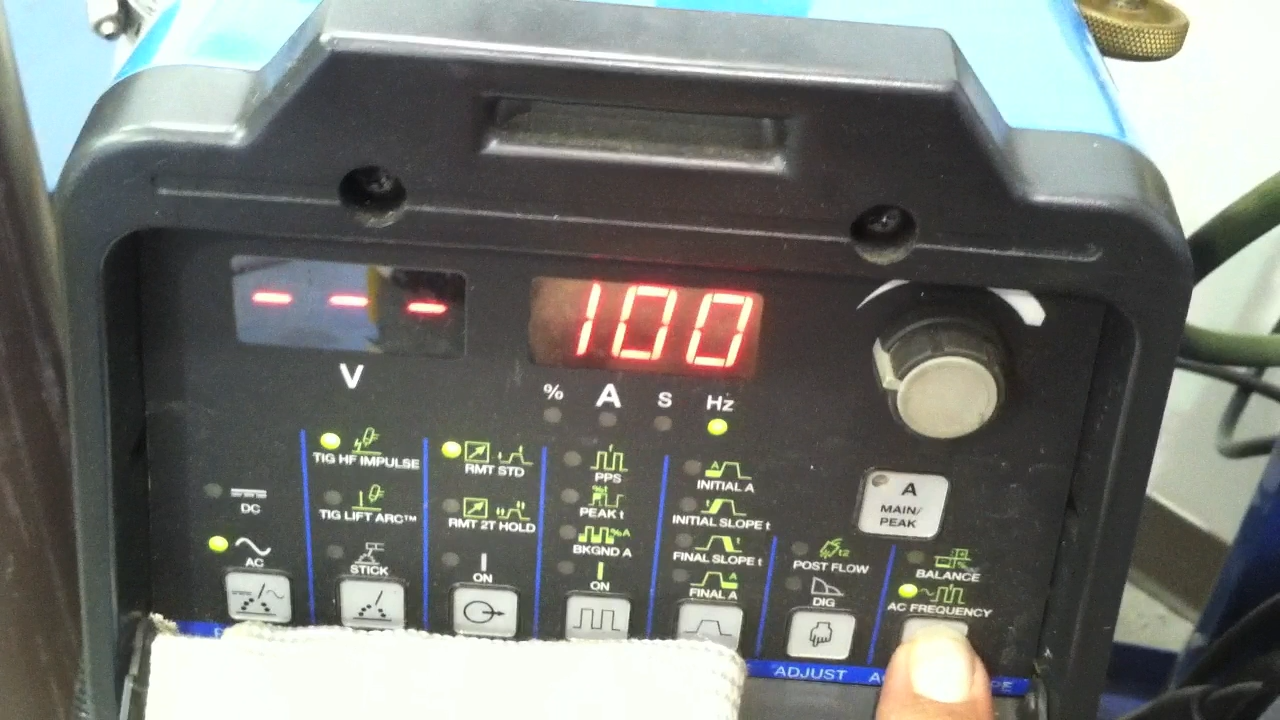 - - -
100
V
% A S Hz
TIG HF IMPULSE
RMT STD
PPS
INITIAL A
A
MAIN/
PEAK
DC
TIG LIFT ARC™
RMT 2T HOLD
PEAK t
INITIAL SLOPE t
AC
STICK
ON
BKGND A
FINAL SLOPE t
POST FLOW
BALANCE
ON
FINAL A
DIG
AC FREQUENCY
ADJUST